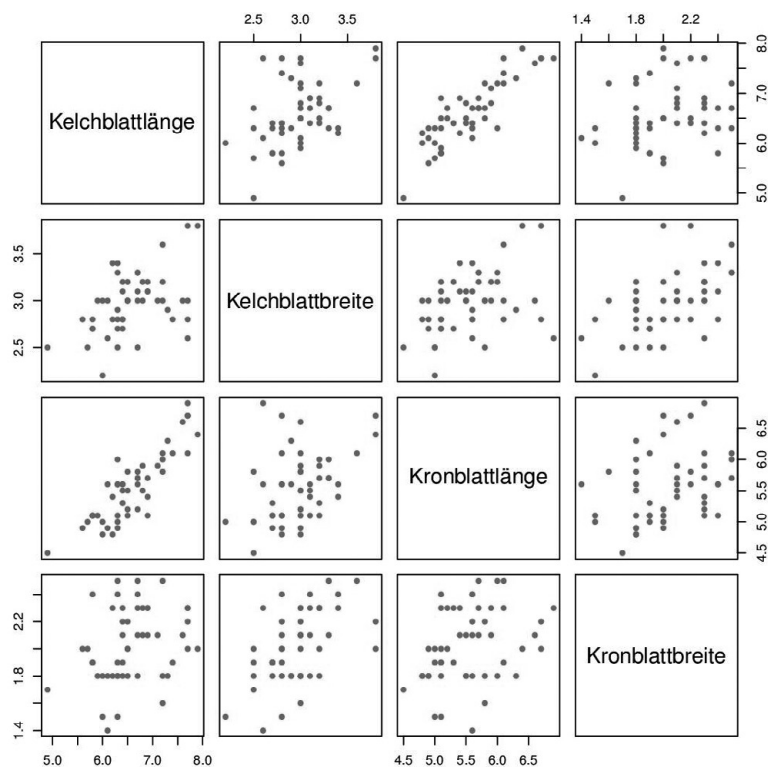 2.5 3.0 3.5
1.4 1.8 2.2
Kelchblattlänge
5.0 6.0 7.0 8.0
2.5 3.0 3.5
Kelchblattbreite
Kronblattlänge
4.5 5.0 5.5 6.0 6.5
1.4 1.8 2.2
Kronblattbreite
5.0 6.0 7.0 8.0
4.5 5.0 5.5 6.0 6.5